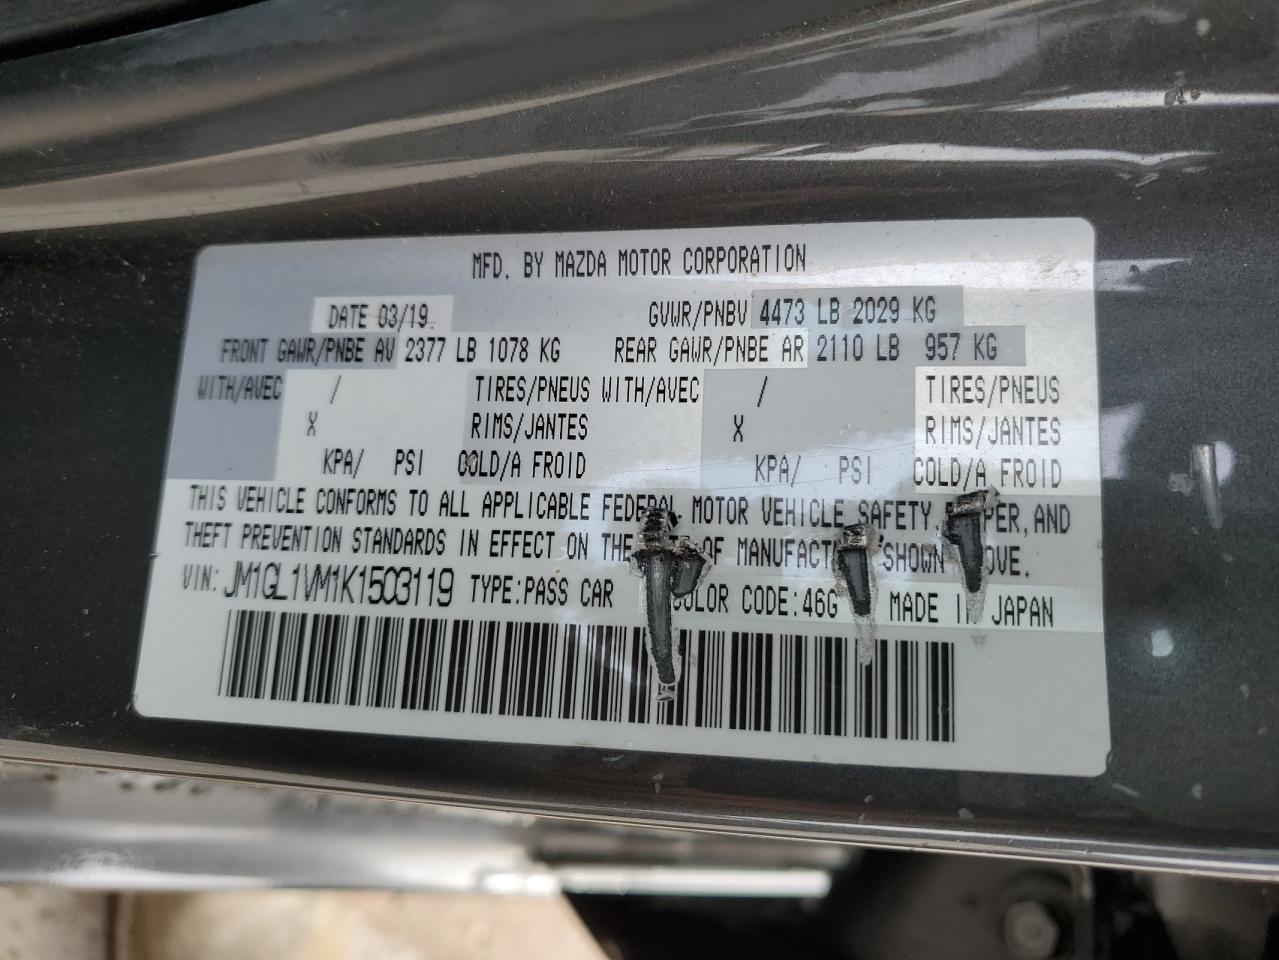 MFD. BY MAZDA MOTOR CORPORATION
DATE 03/19. GVWR/PNBV 4473 LB 2029 KG
FRONT GAWR/PNBE AV 2377 LB 1078 KG REAR GAWR/PNBE AR 2110 LB 957 KG
WITH/AVEC / TIRES/PNEUS WITH/AVEC / TIRES/PNEUS
X RIMS/JANTES X RIMS/JANTES
KPA/ PSI COLD/A FROID KPA/ PSI COLD/A FROID
THIS VEHICLE CONFORMS TO ALL APPLICABLE FEDERAL MOTOR VEHICLE SAFETY, AND
THEFT PREVENTION STANDARDS IN EFFECT ON THE OF SHOWN
VIN: JM1GL1VM1K1503119 TYPE:PASS CAR COLOR CODE:46G MADE IN JAPAN